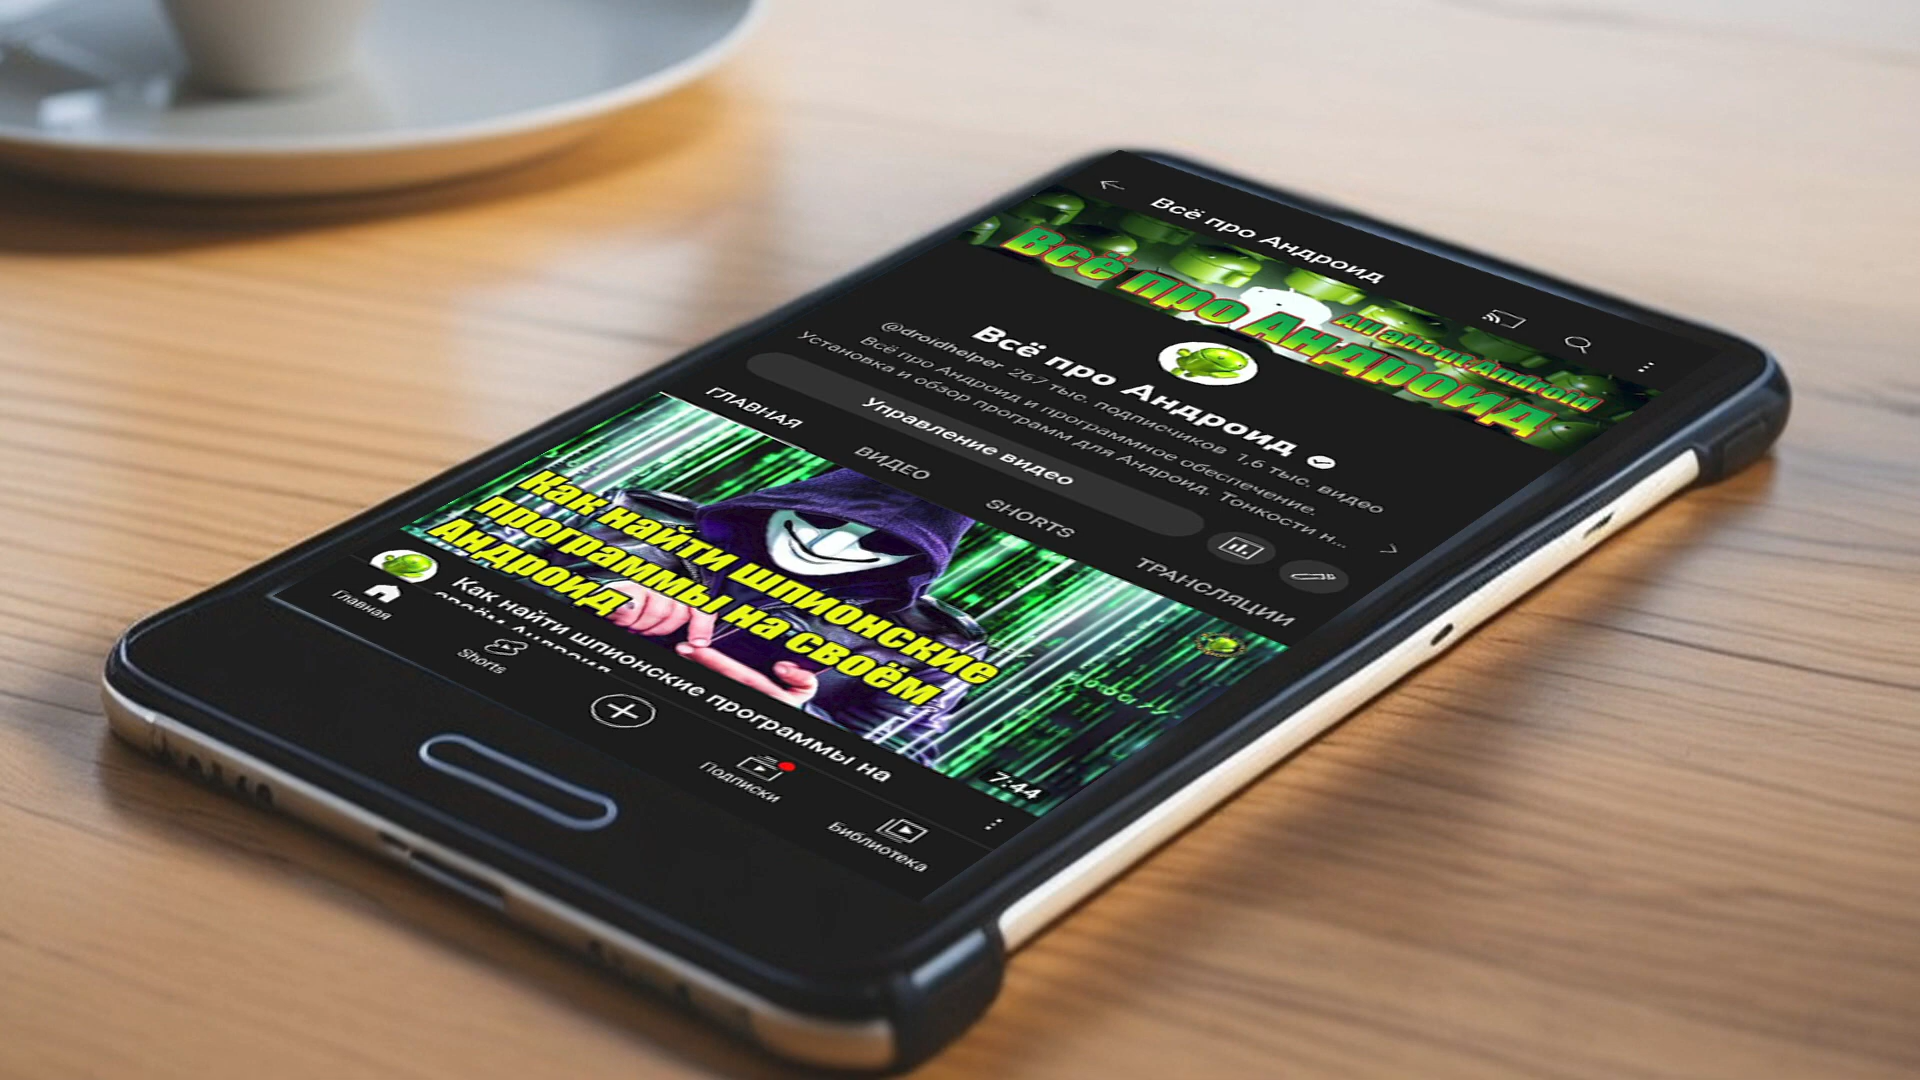 Всё про Андроид
Всё про Андроид
All about Android
Всё про Андроид
@droidhelper 267 тыс. подписчиков 1,6 тыс. видео
Всё про Андроид и программное обеспечение.
Установка и обзор программ для Андроид. Тонкости н...
Управление видео
ГЛАВНАЯ
ВИДЕО
SHORTS
ТРАНСЛЯЦИИ
Как найти шпионские
программы на своём
Андроид
7:44
Как найти шпионские программы на
Главная
Shorts
Подписки
Библиотека